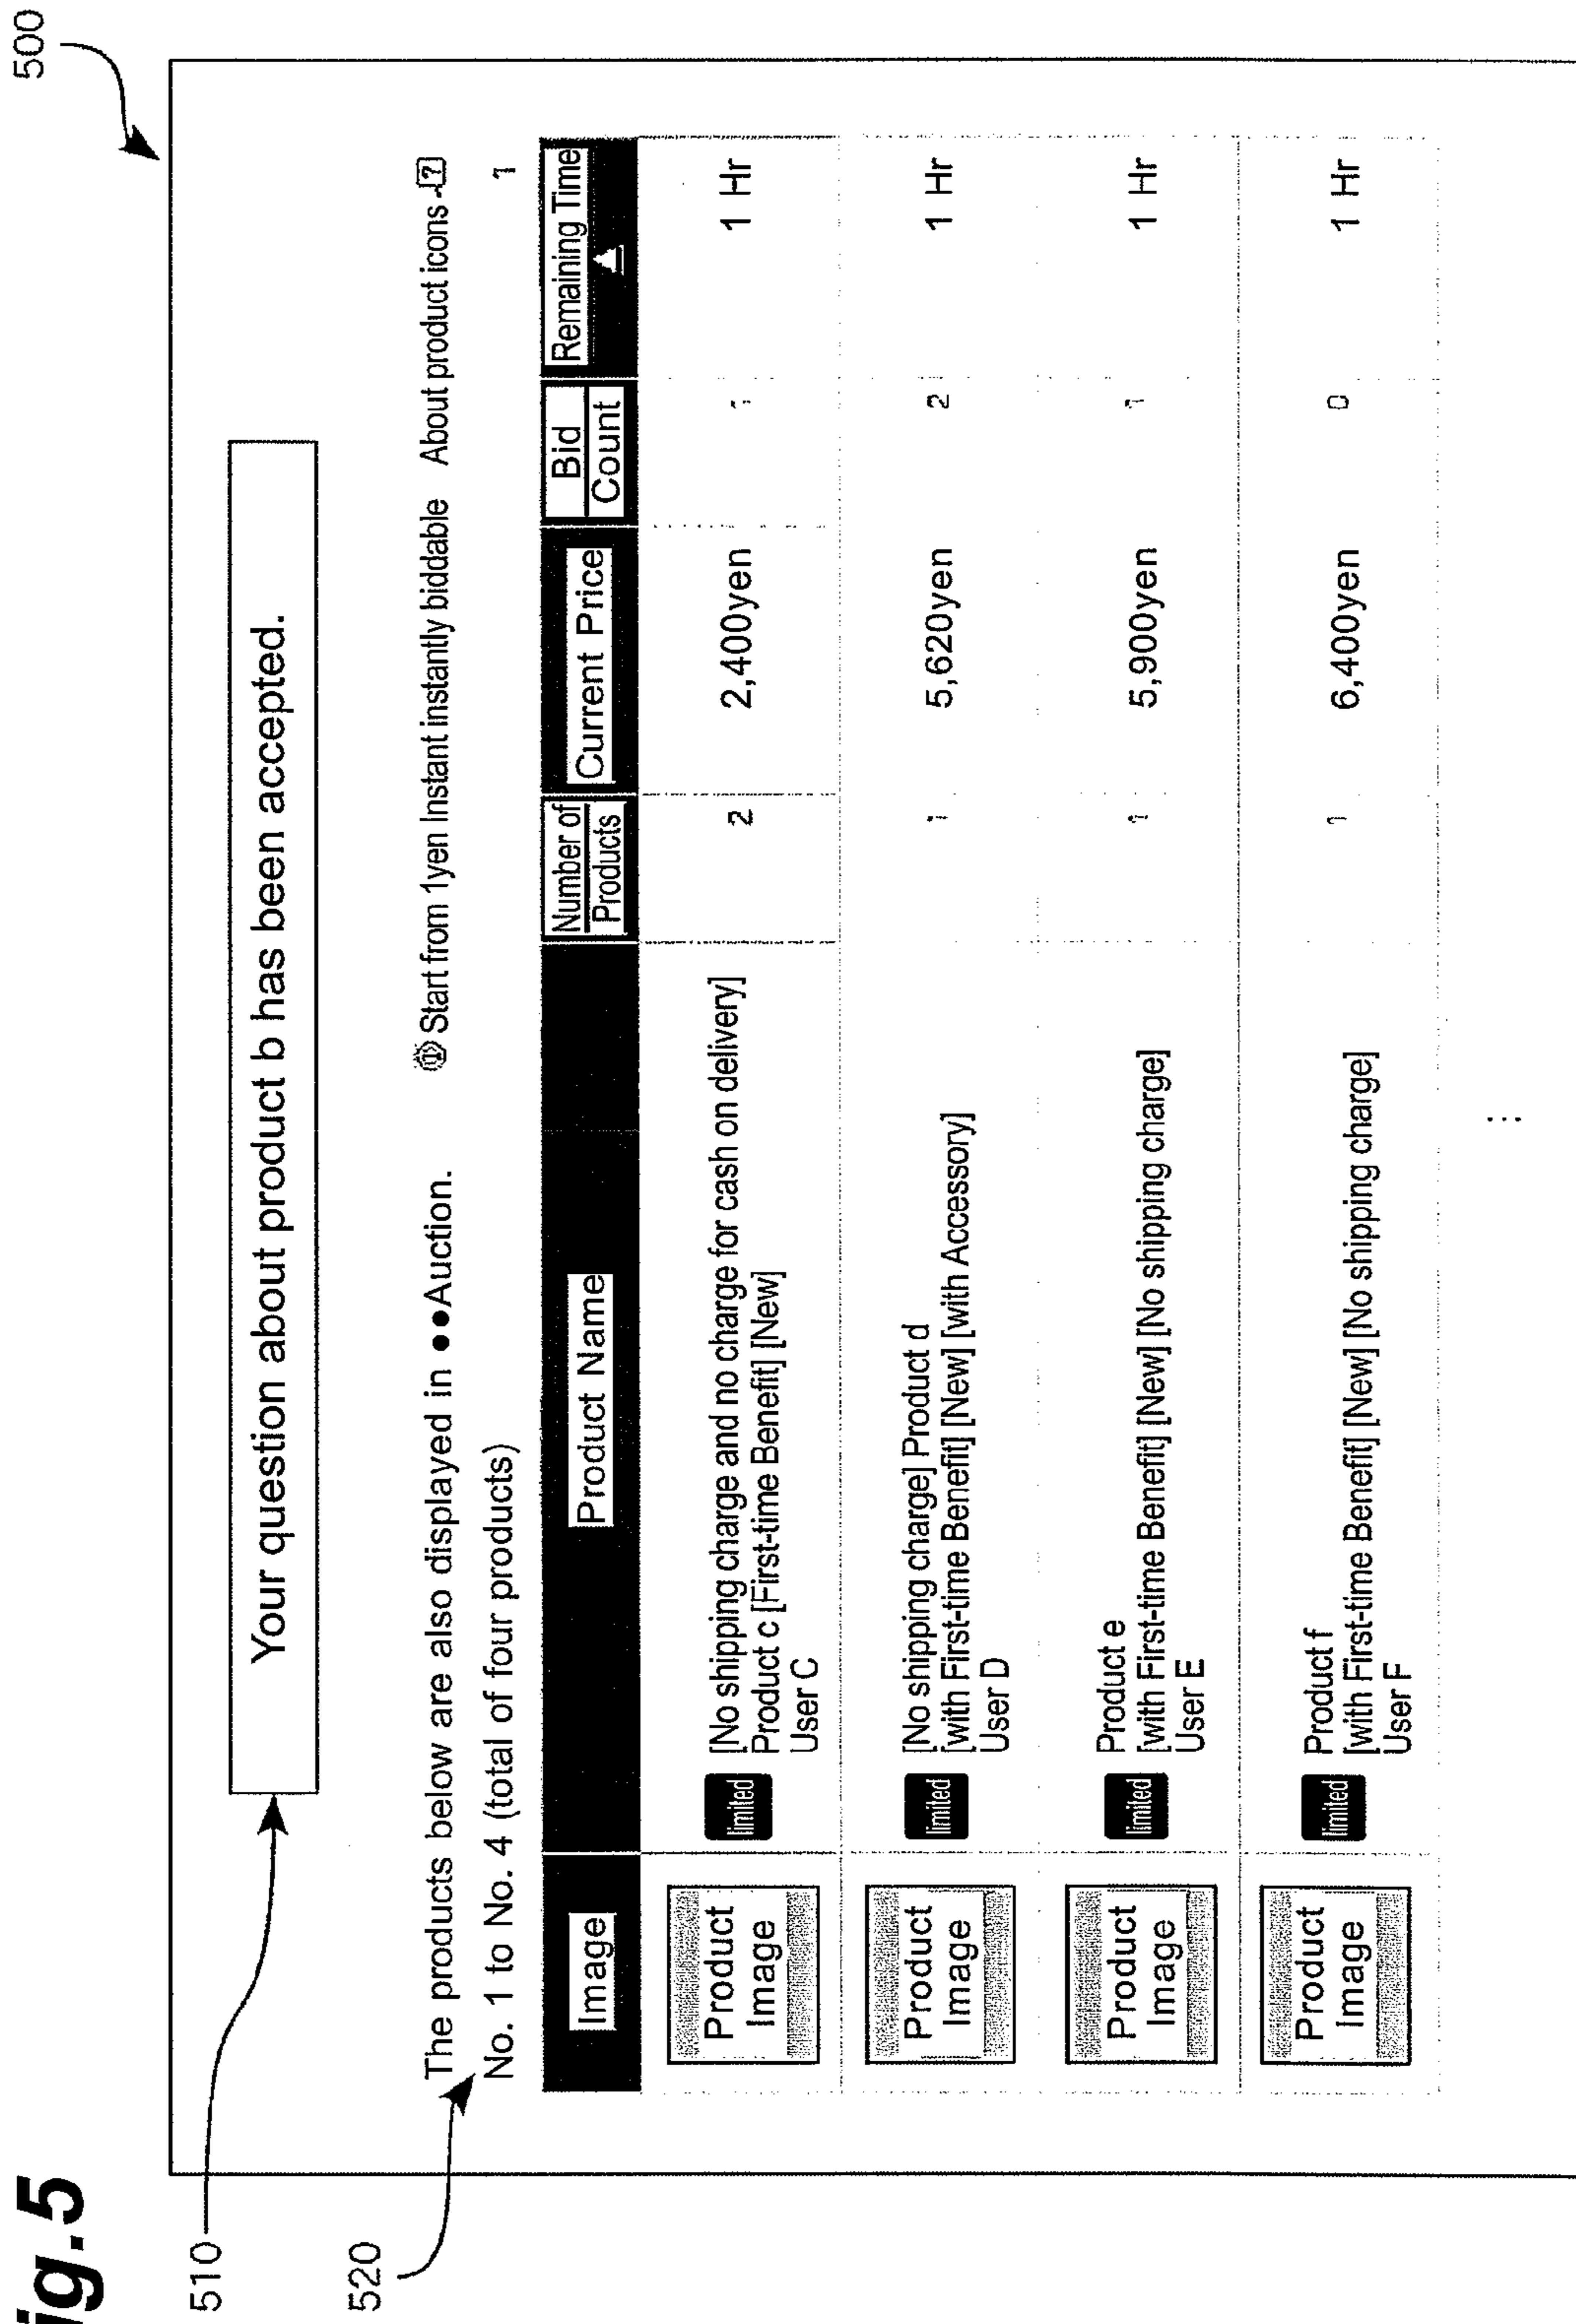 ig.5
500
510
Your question about product b has been accepted.
520
The products below are also displayed in ●●Auction. Start from 1yen Instant instantly biddable About product icons -?
No. 1 to No. 4 (total of four products) 1
Image Product Name Number of Products Current Price Bid Count Remaining Time
Product Image limited [No shipping charge and no charge for cash on delivery] 2 2,400yen 1 1 Hr
Product c [First-time Benefit] [New]
User C
Product Image limited [No shipping charge] Product d 1 5,620yen 2 1 Hr
[with First-time Benefit] [New] [with Accessory]
User D
Product Image limited Product e 1 5,900yen 1 1 Hr
[with First-time Benefit] [New] [No shipping charge]
User E
Product Image limited Product f 1 6,400yen 0 1 Hr
[with First-time Benefit] [New] [No shipping charge]
User F